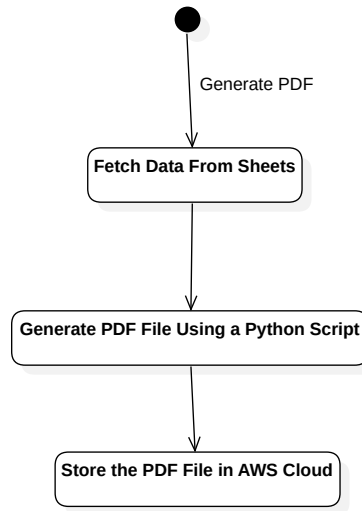 Generate PDF
Fetch Data From Sheets
Generate PDF File Using a Python Script
Store the PDF File in AWS Cloud